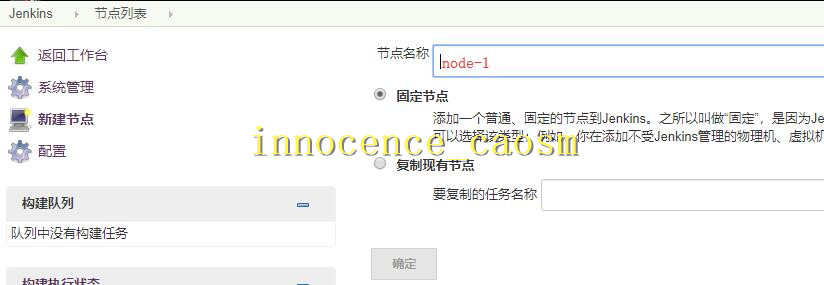 Jenkins 节点列表
返回工作台
系统管理
新建节点
配置
构建队列
队列中没有构建任务
构建执行状态
节点名称 node-1
固定节点
添加一个普通、固定的节点到Jenkins。之所以叫做“固定”，是因为Je
可以选择该类型；例如，你在添加不受Jenkins管理的物理机、虚拟机
innocence caosm
复制现有节点
要复制的任务名称
确定